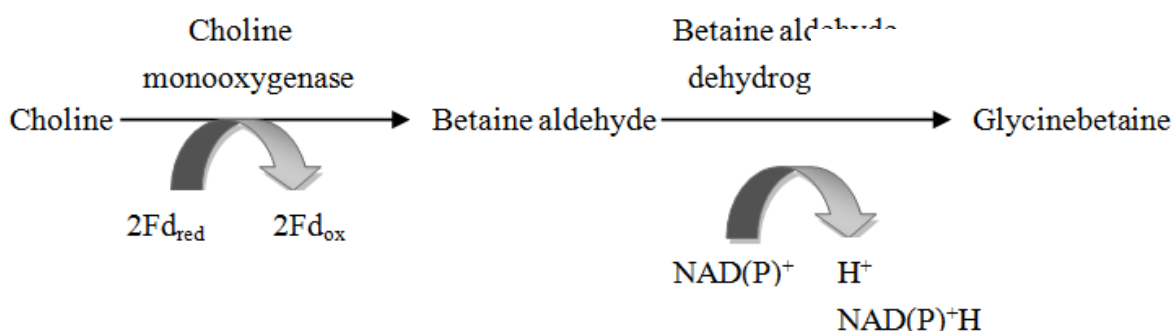 Choline
monooxygenase
Betaine
dehydrog
Choline
Betaine aldehyde
Glycinebetaine
2Fdred
2Fdox
NAD(P)+
H+
NAD(P)+H